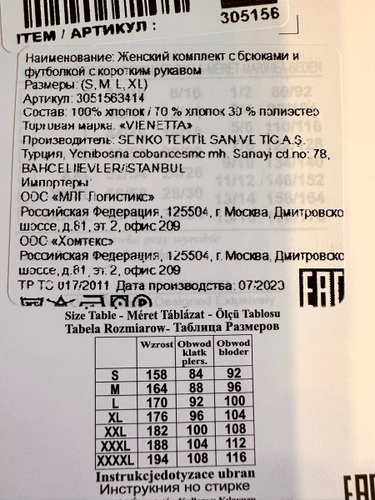 305156
ITEM / АРТИКУЛ :
Наименование: Женский комплект с брюками и
футболкой с коротким рукавом
Размеры: (S, M, L, XL)
Артикул: 3051563414
Состав: 100% хлопок / 70 % хлопок 30 % полиэстер
Торговая марка, «VIENETTA»
Производитель: SENKO TEKTİL SAN.VE TİC.A.Ş.
Турция, Yenibosna cobancesme mh. Sanayi cd.no: 78,
BAHCELIEVLER/ISTANBUL
Импортеры
ООО «МЛГ Логистикс»
Российская Федерация, 125504, г. Москва, Дмитровско
шоссе, д.81, эт. 2, офис 209
ООО «Хомтекс»
Российская Федерация, 125504, г. Москва, Дмитровско
шоссе, д.81, эт. 2, офис 209
ТР ТС 017/2011 Дата производства: 07/2023
EAC
Size Table - Méret Táblázat - Ölçü Tablosu
Tabela Rozmiarow- Таблица Размеров
Wzrost Obwod klatk piers. Obwod bioder
S 158 84 92
M 164 88 96
L 170 92 100
XL 176 96 104
XXL 182 100 108
XXXL 188 104 112
XXXXL 194 108 116
Instrukcjedotyzace ubran
Инструкция но стирке